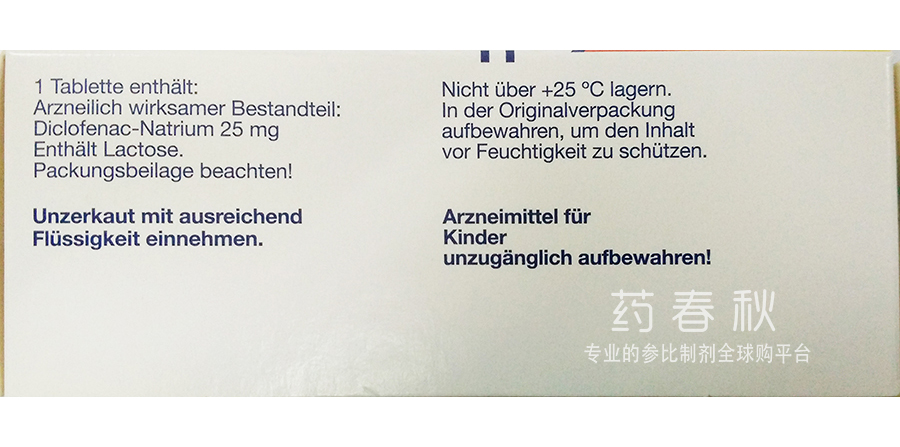 1 Tablette enthält:
Arzneilich wirksamer Bestandteil:
Diclofenac-Natrium 25 mg
Enthält Lactose.
Packungsbeilage beachten!
Unzerkaut mit ausreichend
Flüssigkeit einnehmen.
Nicht über +25 °C lagern.
In der Originalverpackung
aufbewahren, um den Inhalt
vor Feuchtigkeit zu schützen.
Arzneimittel für
Kinder
unzugänglich aufbewahren!
药春秋
专业的参比制剂全球购平台